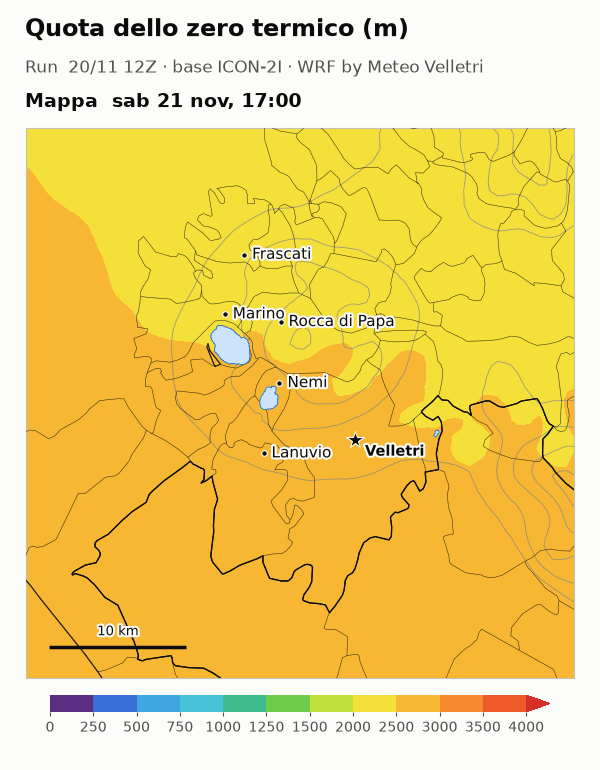 Quota dello zero termico (m)
Run  20/11 12Z · base ICON-2I · WRF by Meteo Velletri
Mappa  sab 21 nov, 17:00
Frascati
Marino
Rocca di Papa
Nemi
Velletri
Lanuvio
10 km
0 250 500 750 1000 1250 1500 2000 2500 3000 3500 4000